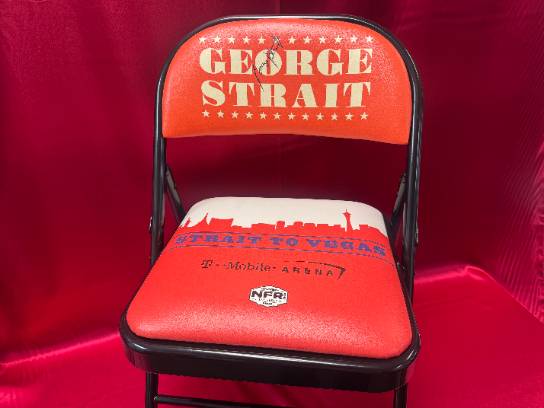 GEORGE
STRAIT
STRAIT TO VEGAS
T··Mobile· ARENA
NFR